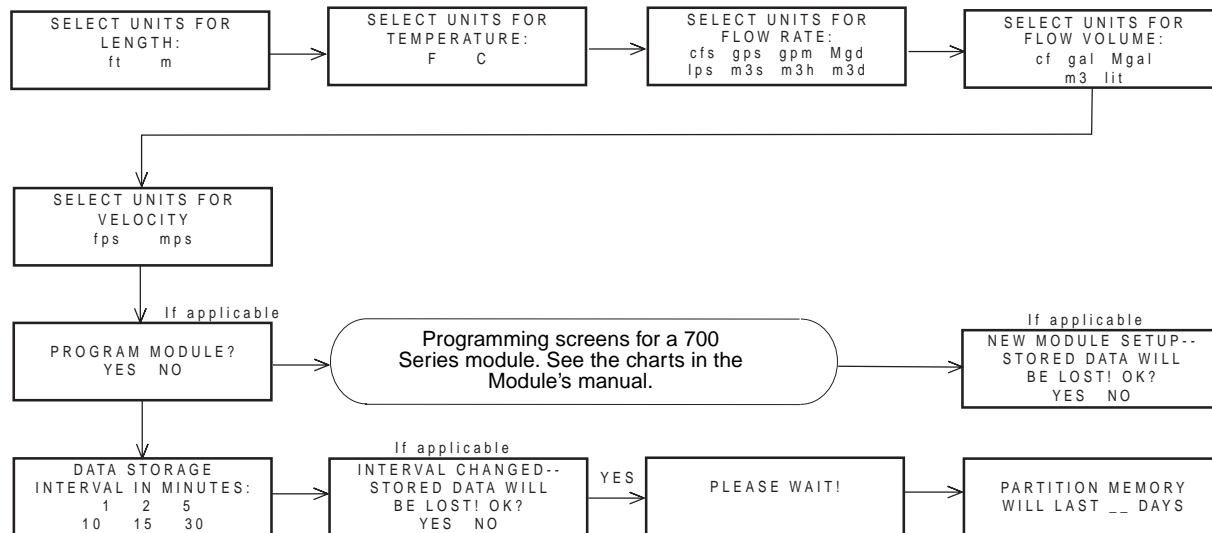 SELECT UNITS FOR
LENGTH:
ft m
SELECT UNITS FOR
TEMPERATURE:
F C
SELECT UNITS FOR
FLOW RATE:
cfs gps gpm Mgd
lps m3s m3h m3d
SELECT UNITS FOR
FLOW VOLUME:
cf gal Mgal
m3 lit
SELECT UNITS FOR
VELOCITY
fps mps
If applicable
PROGRAM MODULE?
YES NO
Programming screens for a 700
Series module. See the charts in the
Module's manual.
If applicable
NEW MODULE SETUP--
STORED DATA WILL
BE LOST! OK?
YES NO
DATA STORAGE
INTERVAL IN MINUTES:
1 2 5
10 15 30
If applicable
INTERVAL CHANGED--
STORED DATA WILL
BE LOST! OK?
YES NO
YES
PLEASE WAIT!
PARTITION MEMORY
WILL LAST __ DAYS